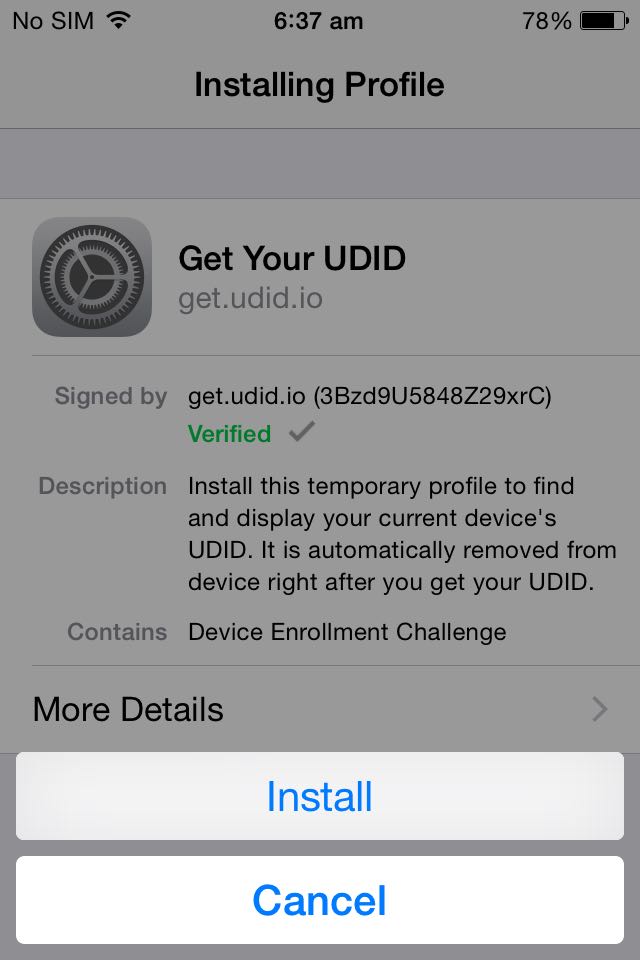 No SIM 6:37 am 78%
Installing Profile
Get Your UDID
get.udid.io
Signed by get.udid.io (3Bzd9U5848Z29xrC)
Verified
Description Install this temporary profile to find
and display your current device's
UDID. It is automatically removed from
device right after you get your UDID.
Contains Device Enrollment Challenge
More Details
Install
Cancel